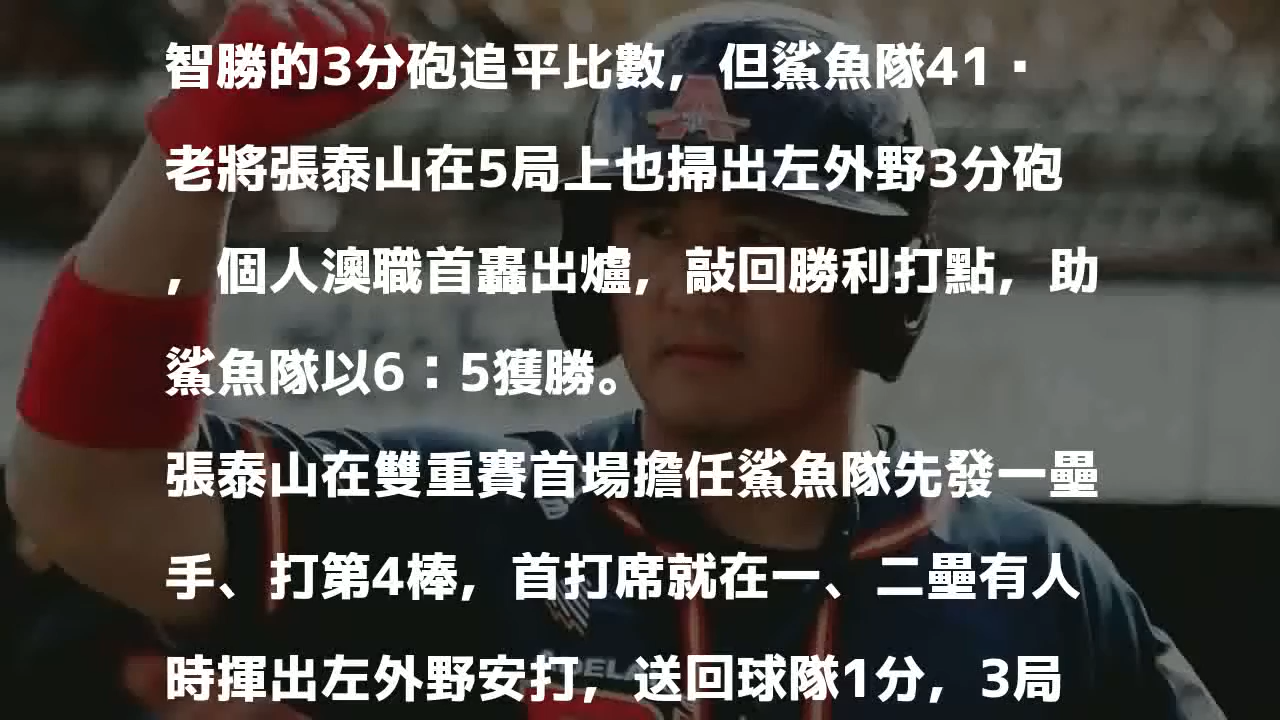 智勝的3分砲追平比數，但鯊魚隊41▪
老將張泰山在5局上也掃出左外野3分砲
，個人澳職首轟出爐，敲回勝利打點，助
鯊魚隊以6：5獲勝。
張泰山在雙重賽首場擔任鯊魚隊先發一壘
手、打第4棒，首打席就在一、二壘有人
時揮出左外野安打，送回球隊1分，3局
A
ADELA